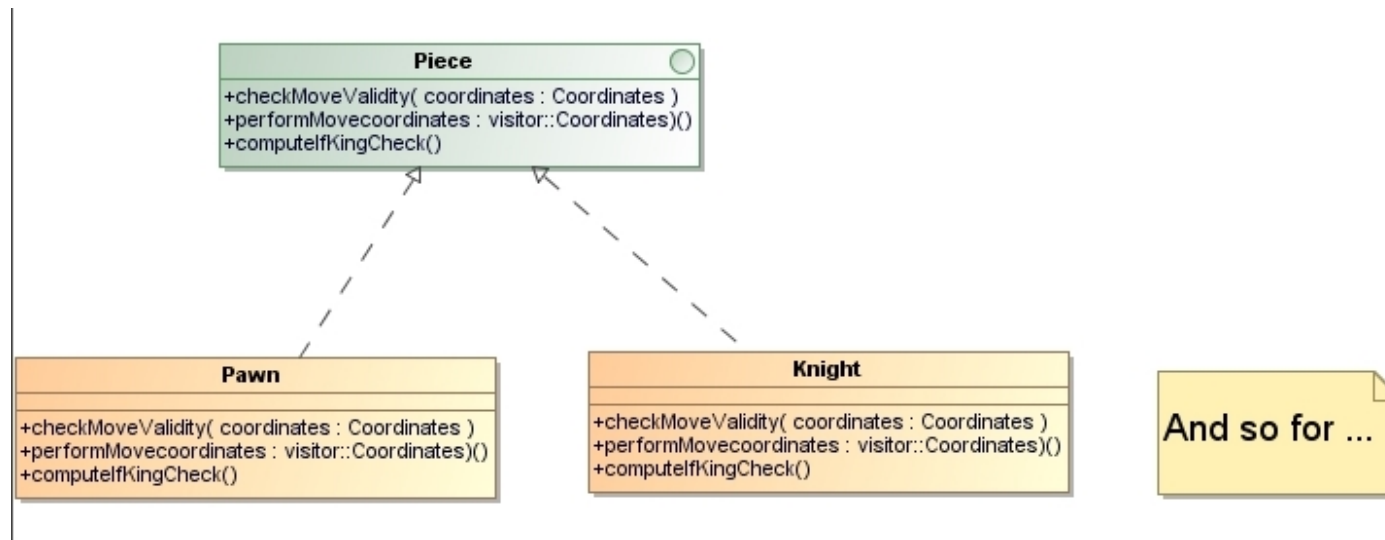 Piece
+checkMoveValidity( coordinates : Coordinates )
+performMovecoordinates : visitor::Coordinates)()
+computeIfKingCheck()
Pawn
+checkMoveValidity( coordinates : Coordinates )
+performMovecoordinates : visitor::Coordinates)()
+computeIfKingCheck()
Knight
+checkMoveValidity( coordinates : Coordinates )
+performMovecoordinates : visitor::Coordinates)()
+computeIfKingCheck()
And so for ...